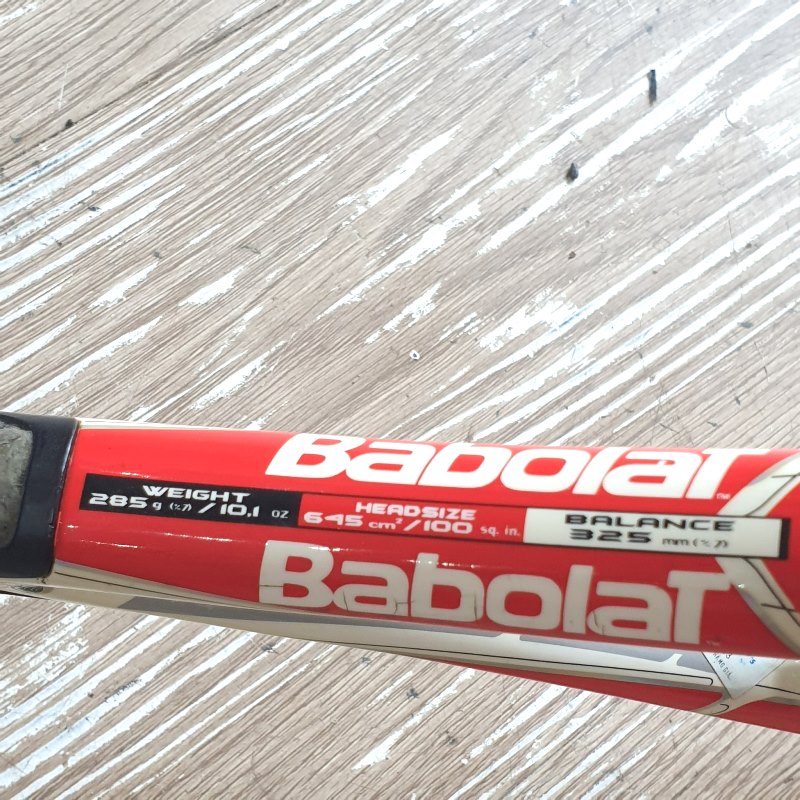 Babolat
WEIGHT
285 g (± 7) / 10,1 oz
HEADSIZE
645 cm² / 100 sq. in.
BALANCE
325 mm (± 7)
Babolat